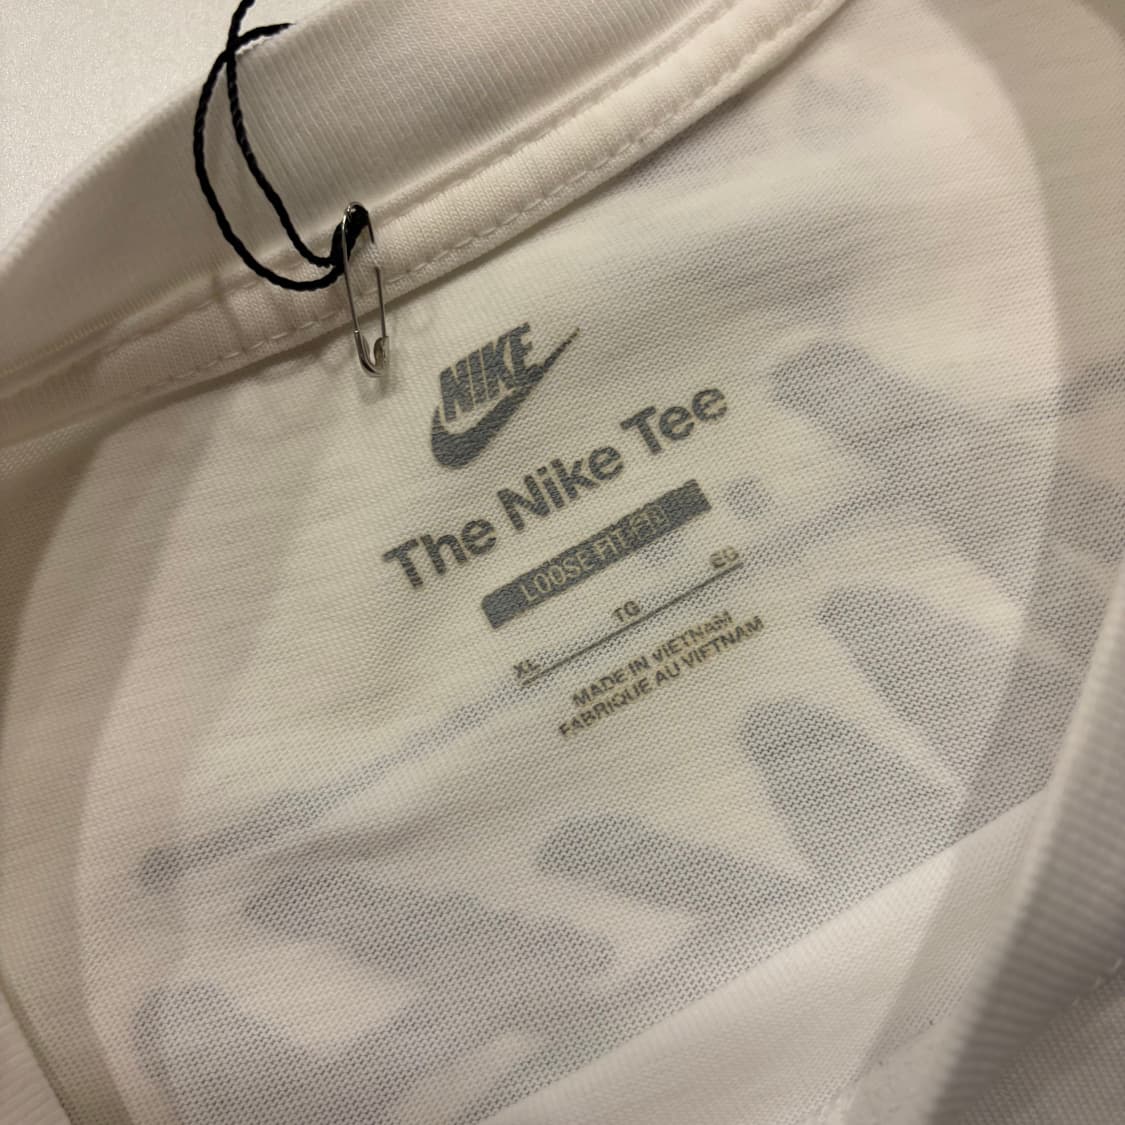 NIKE
The Nike Tee
LOOSE FIT
XL TG EG
MADE IN VIETNAM
FABRIQUE AU VIETNAM